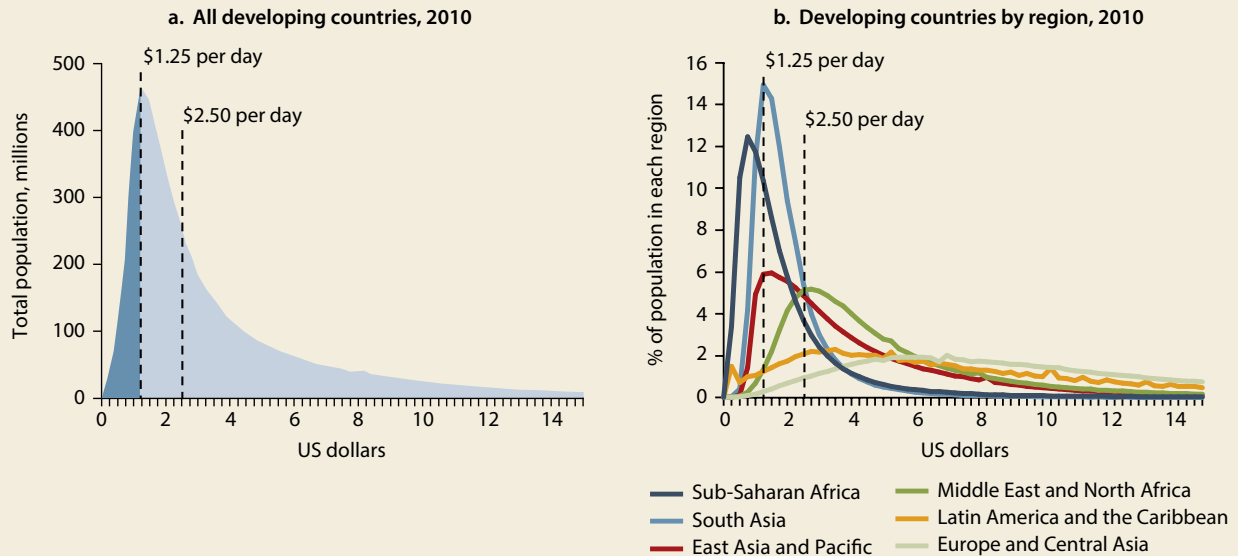 a. All developing countries, 2010
$1.25 per day
$2.50 per day
Total population, millions
500
400
300
200
100
0
0 2 4 6 8 10 12 14
US dollars
b. Developing countries by region, 2010
$1.25 per day
$2.50 per day
% of population in each region
16
14
12
10
8
6
4
2
0
0 2 4 6 8 10 12 14
US dollars
Sub-Saharan Africa
South Asia
East Asia and Pacific
Middle East and North Africa
Latin America and the Caribbean
Europe and Central Asia